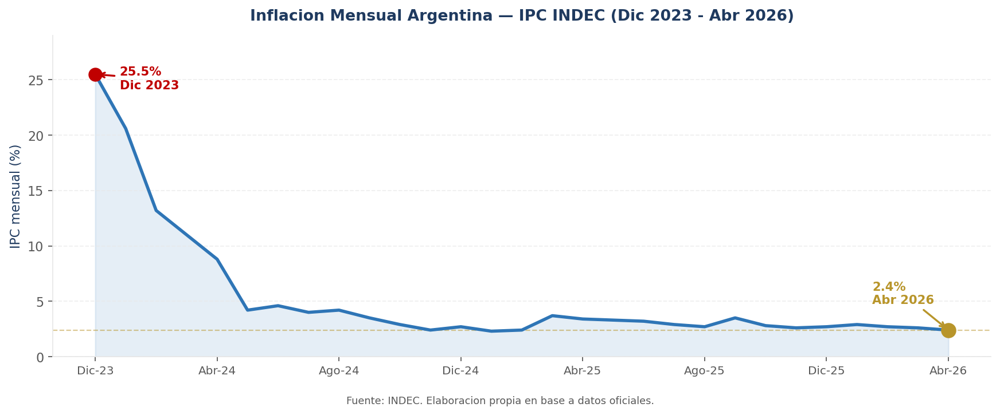 Inflacion Mensual Argentina — IPC INDEC (Dic 2023 - Abr 2026)
IPC mensual (%)
25
20
15
10
5
0
25.5%
Dic 2023
2.4%
Abr 2026
Dic-23
Abr-24
Ago-24
Dic-24
Abr-25
Ago-25
Dic-25
Abr-26
Fuente: INDEC. Elaboracion propia en base a datos oficiales.